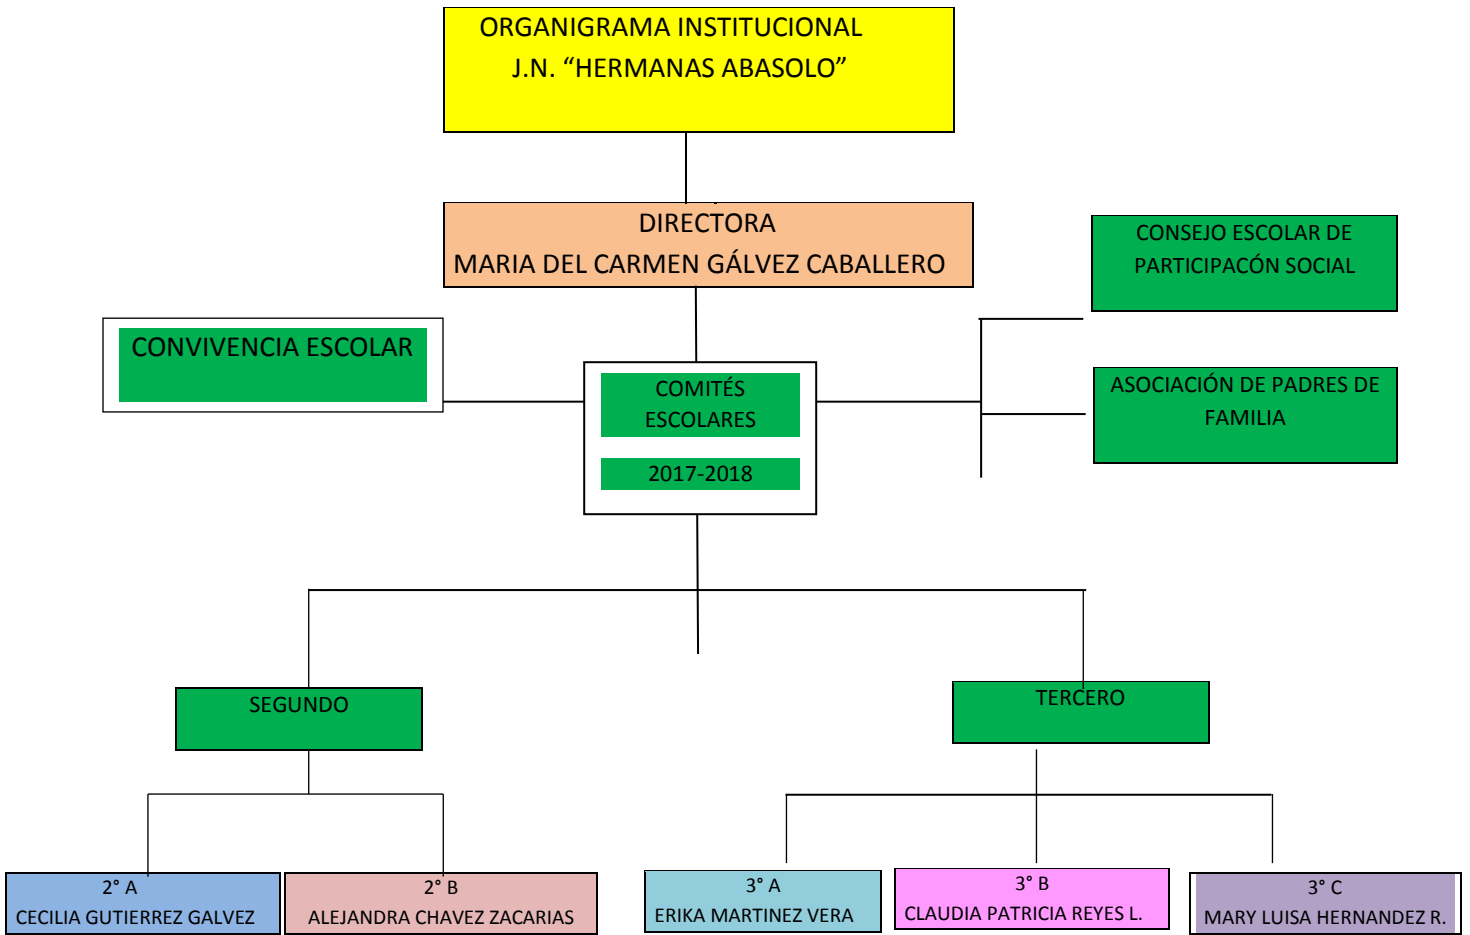 ORGANIGRAMA INSTITUCIONAL
J.N. “HERMANAS ABASOLO”
DIRECTORA
MARIA DEL CARMEN GÁLVEZ CABALLERO
CONSEJO ESCOLAR DE
PARTICIPACÓN SOCIAL
CONVIVENCIA ESCOLAR
COMITÉS
ESCOLARES
2017-2018
ASOCIACIÓN DE PADRES DE
FAMILIA
SEGUNDO
TERCERO
2° A
CECILIA GUTIERREZ GALVEZ
2° B
ALEJANDRA CHAVEZ ZACARIAS
3° A
ERIKA MARTINEZ VERA
3° B
CLAUDIA PATRICIA REYES L.
3° C
MARY LUISA HERNANDEZ R.